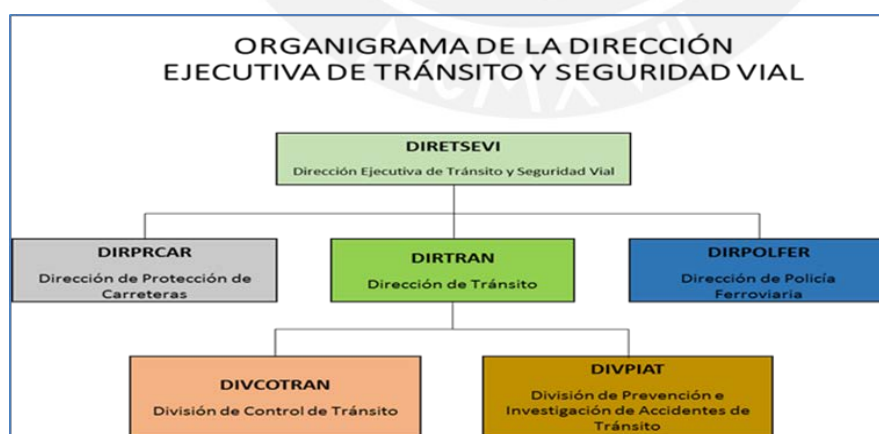 ORGANIGRAMA DE LA DIRECCIÓN
EJECUTIVA DE TRÁNSITO Y SEGURIDAD VIAL
DIRETSEVI
Dirección Ejecutiva de Tránsito y Seguridad Vial
DIRPRCAR
Dirección de Protección de
Carreteras
DIRTRAN
Dirección de Tránsito
DIRPOLFER
Dirección de Policía
Ferroviaria
DIVCOTRAN
División de Control de Tránsito
DIVPIAT
División de Prevención e
Investigación de Accidentes de
Tránsito